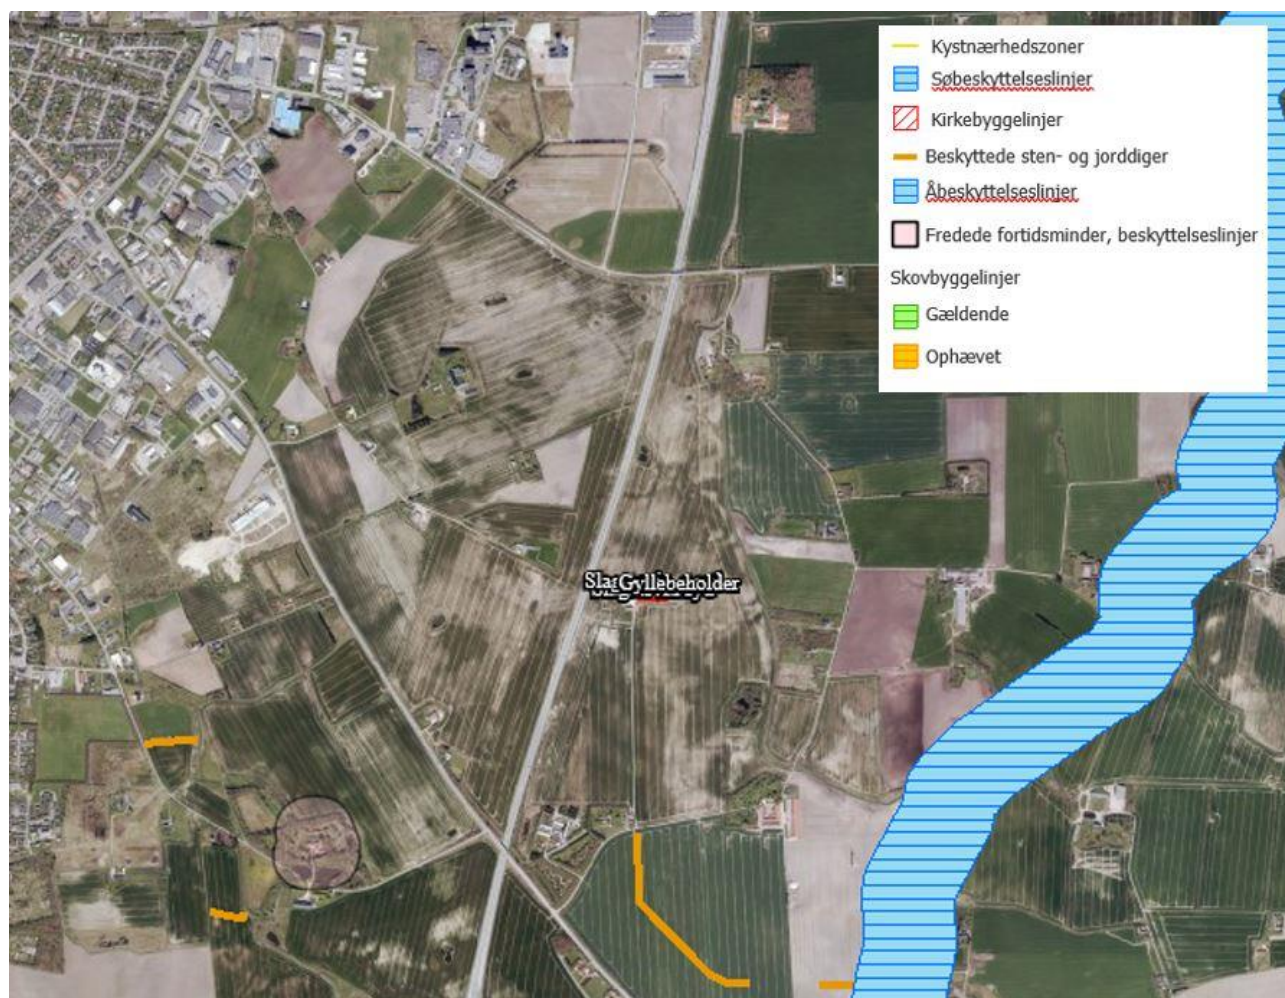 Kystnærhedszoner
Søbeskyttelseslinjer
Kirkebyggelinjer
Beskyttede sten- og jorddiger
Åbeskyttelseslinjer
Fredede fortidsminder, beskyttelseslinjer
Skovbyggelinjer
Gældende
Ophævet
Gyllebeholder